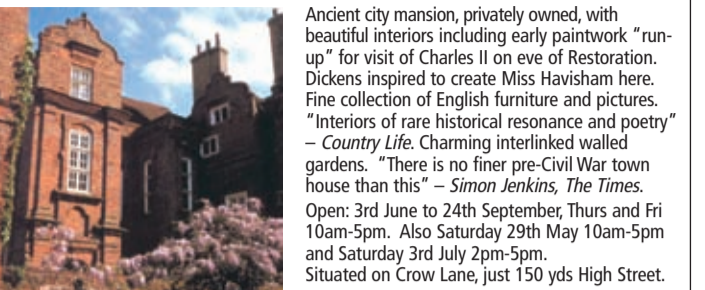 Ancient city mansion, privately owned, with
beautiful interiors including early paintwork “run-
up” for visit of Charles II on eve of Restoration.
Dickens inspired to create Miss Havisham here.
Fine collection of English furniture and pictures.
“Interiors of rare historical resonance and poetry”
– Country Life. Charming interlinked walled
gardens. “There is no finer pre-Civil War town
house than this” – Simon Jenkins, The Times.
Open: 3rd June to 24th September, Thurs and Fri
10am-5pm. Also Saturday 29th May 10am-5pm
and Saturday 3rd July 2pm-5pm.
Situated on Crow Lane, just 150 yds High Street.